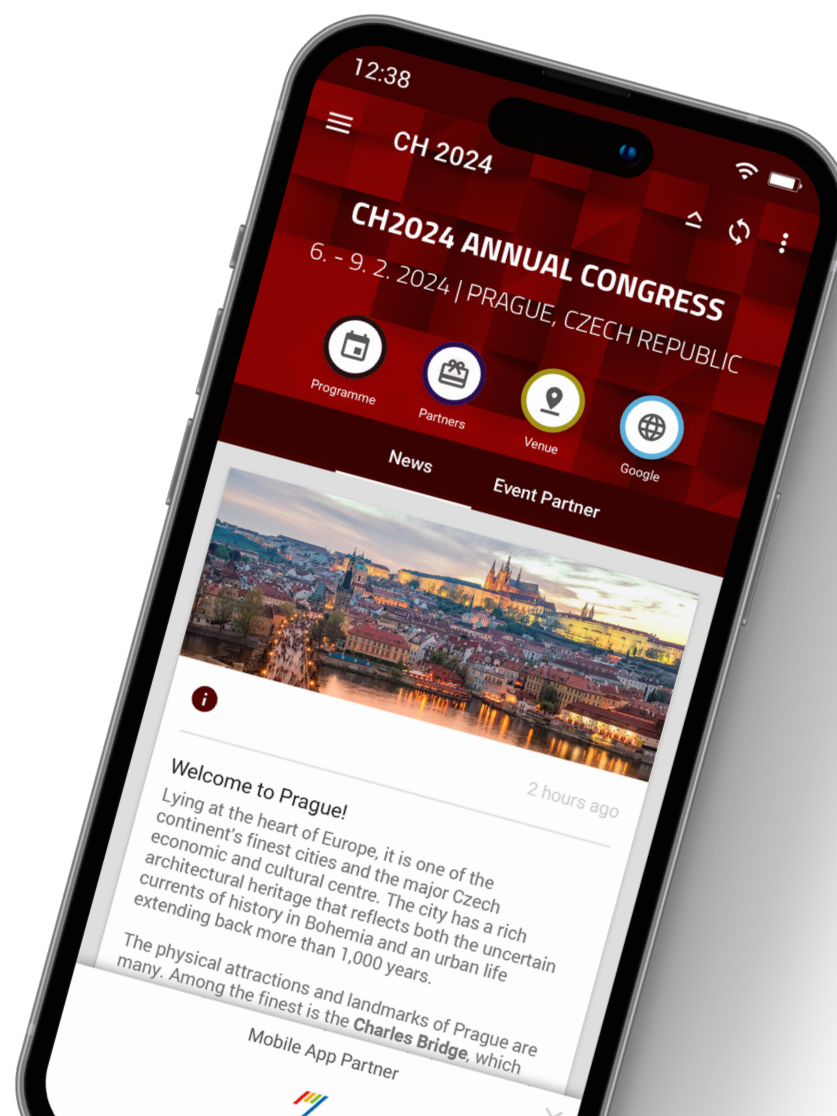 12:38
CH 2024
CH2024 ANNUAL CONGRESS
6. - 9. 2. 2024 | PRAGUE, CZECH REPUBLIC
Programme
Partners
Venue
Google
News
Event Partner
2 hours ago
Welcome to Prague!
Lying at the heart of Europe, it is one of the
continent's finest cities and the major Czech
economic and cultural centre. The city has a rich
architectural heritage that reflects both the uncertain
currents of history in Bohemia and an urban life
extending back more than 1,000 years.
The physical attractions and landmarks of Prague are
many. Among the finest is the Charles Bridge, which
Mobile App Partner